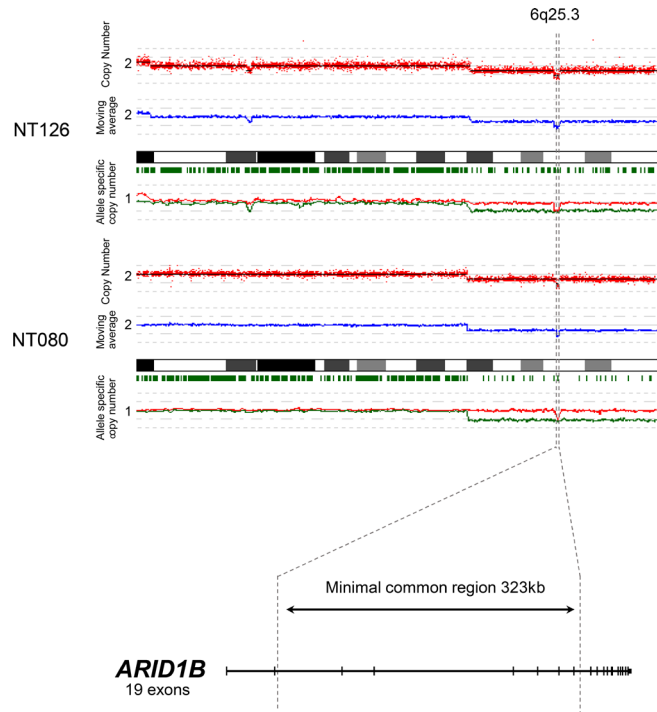 6q25.3
Copy Number
2
Moving
average
2
NT126
Allele specific
copy number
1
Copy Number
2
Moving
average
2
NT080
Allele specific
copy number
1
Minimal common region 323kb
ARID1B
19 exons